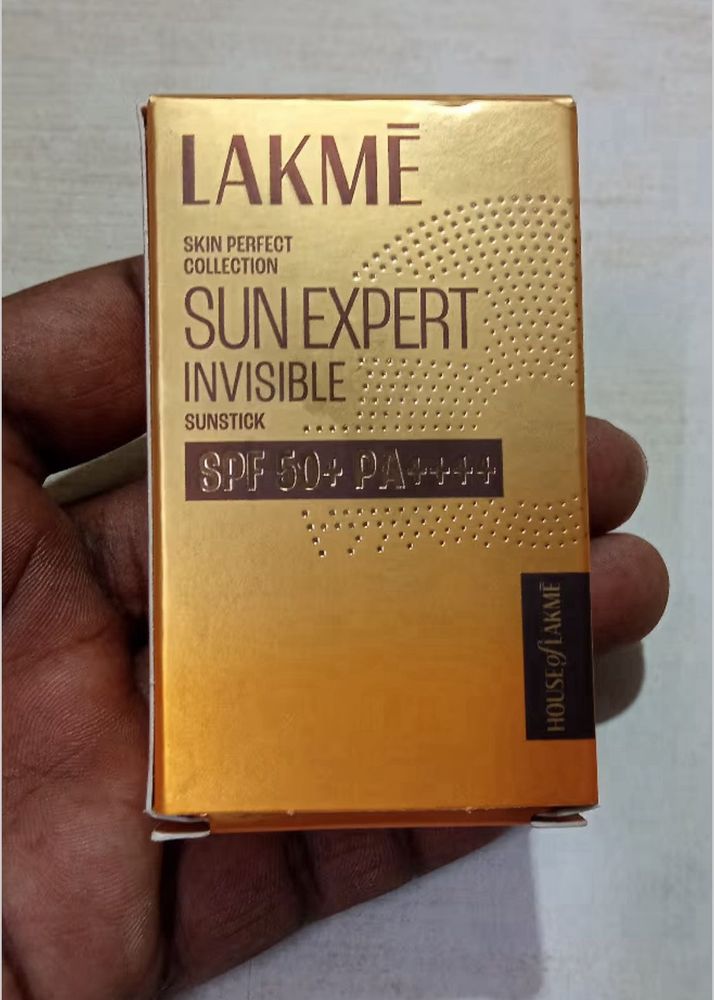 LAKMĒ
SKIN PERFECT
COLLECTION
SUN EXPERT
INVISIBLE
SUNSTICK
SPF 50+ PA++++
HOUSE of LAKMĒ